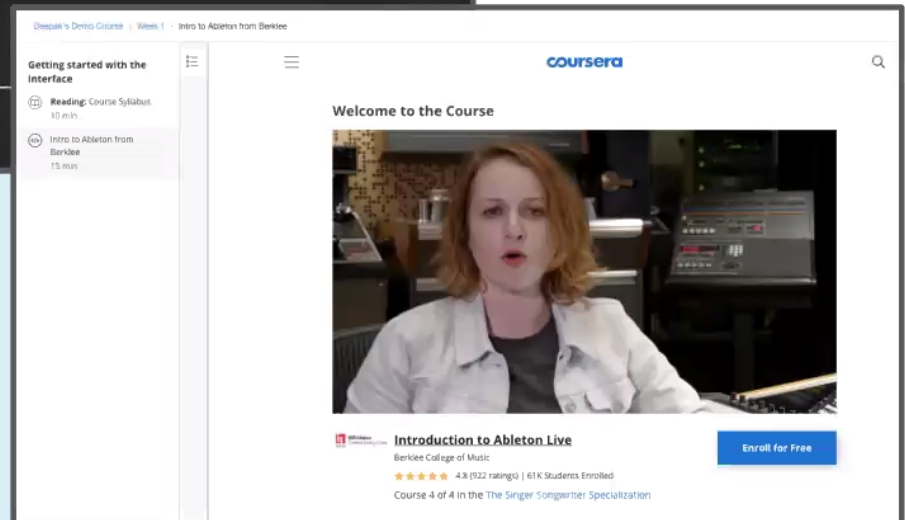 Deepak's Demo Course
Week 1
Intro to Ableton from Berklee
Getting started with the
Interface
Reading: Course Syllabus
10 min
Intro to Ableton from
Berklee
15 min
coursera
Welcome to the Course
Introduction to Ableton Live
Enroll for Free
Berklee College of Music
4.8 (922 ratings) | 61K Students Enrolled
Course 4 of 4 in the The Singer Songwriter Specialization